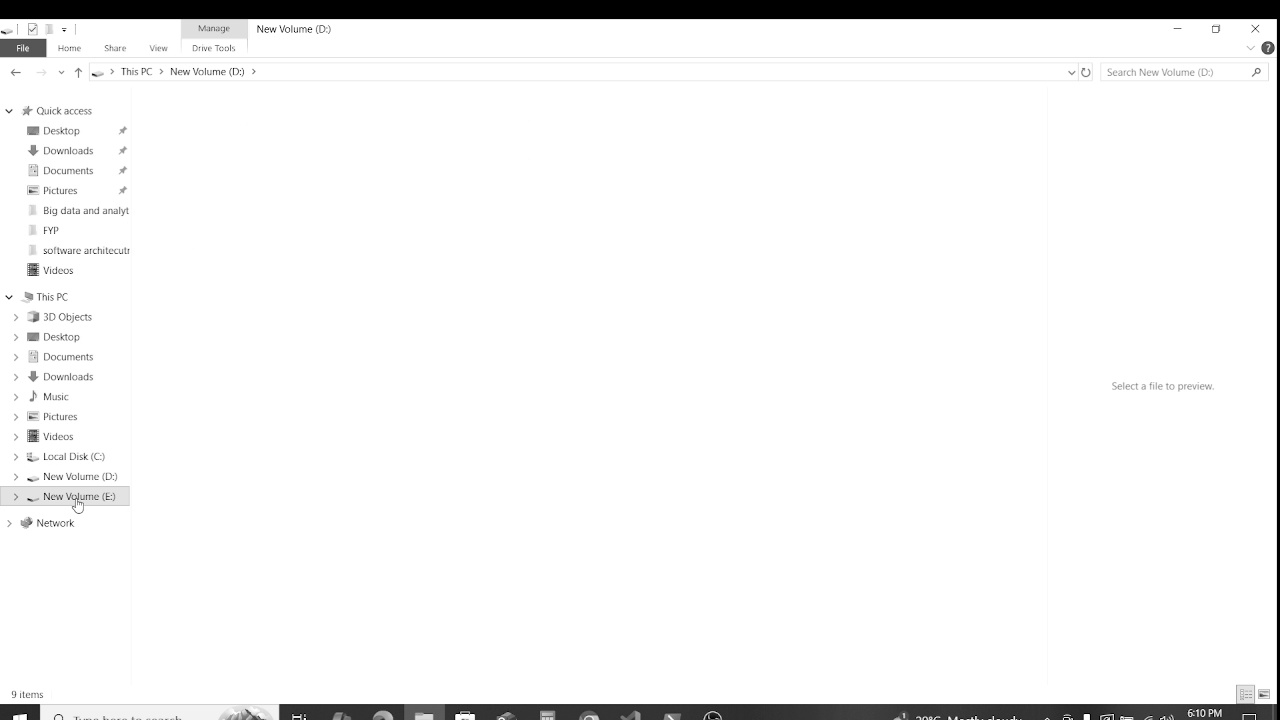 Manage
New Volume (D:)
File
Home
Share
View
Drive Tools
?
This PC
New Volume (D:)
Search New Volume (D:)
Quick access
Desktop
Downloads
Documents
Pictures
Big data and analyt
FYP
software architecutr
Videos
This PC
3D Objects
Desktop
Documents
Downloads
Music
Pictures
Videos
Local Disk (C:)
New Volume (D:)
New Volume (E:)
Network
Select a file to preview.
9 items
Type here to search
Mostly cloudy
6:10 PM